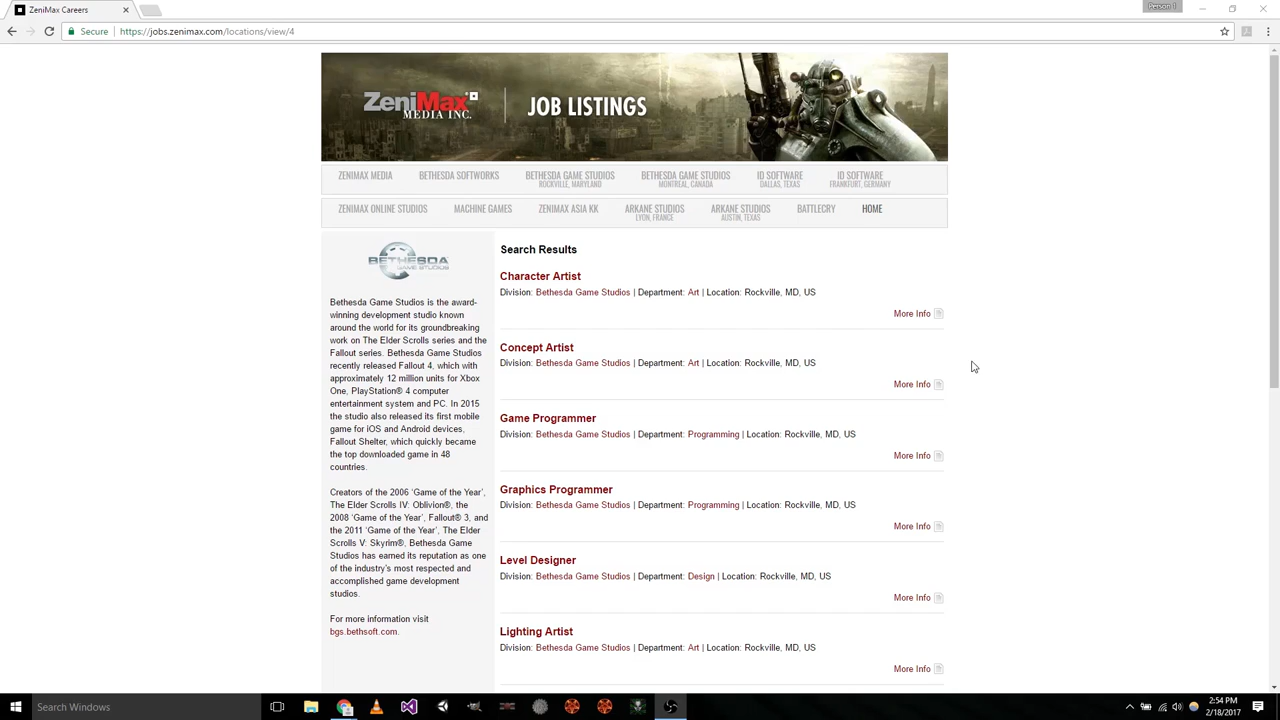 ZeniMax Careers
Person 1
Secure
https://jobs.zenimax.com/locations/view/4
ZeniMax
MEDIA INC.
JOB LISTINGS
ZENIMAX MEDIA
BETHESDA SOFTWORKS
BETHESDA GAME STUDIOS
ROCKVILLE, MARYLAND
BETHESDA GAME STUDIOS
MONTREAL, CANADA
ID SOFTWARE
DALLAS, TEXAS
ID SOFTWARE
FRANKFURT, GERMANY
ZENIMAX ONLINE STUDIOS
MACHINE GAMES
ZENIMAX ASIA KK
ARKANE STUDIOS
LYON, FRANCE
ARKANE STUDIOS
AUSTIN, TEXAS
BATTLECRY
HOME
BETHESDA
GAME STUDIOS
Bethesda Game Studios is the award-
winning development studio known
around the world for its groundbreaking
work on The Elder Scrolls series and the
Fallout series. Bethesda Game Studios
recently released Fallout 4, which with
approximately 12 million units for Xbox
One, PlayStation® 4 computer
entertainment system and PC. In 2015
the studio also released its first mobile
game for iOS and Android devices,
Fallout Shelter, which quickly became
the top downloaded game in 48
countries.
Creators of the 2006 ‘Game of the Year’,
The Elder Scrolls IV: Oblivion®, the
2008 ‘Game of the Year’, Fallout® 3, and
the 2011 ‘Game of the Year’, The Elder
Scrolls V: Skyrim®, Bethesda Game
Studios has earned its reputation as one
of the industry’s most respected and
accomplished game development
studios.
For more information visit
bgs.bethsoft.com.
Search Results
Character Artist
Division: Bethesda Game Studios | Department: Art | Location: Rockville, MD, US
More Info
Concept Artist
Division: Bethesda Game Studios | Department: Art | Location: Rockville, MD, US
More Info
Game Programmer
Division: Bethesda Game Studios | Department: Programming | Location: Rockville, MD, US
More Info
Graphics Programmer
Division: Bethesda Game Studios | Department: Programming | Location: Rockville, MD, US
More Info
Level Designer
Division: Bethesda Game Studios | Department: Design | Location: Rockville, MD, US
More Info
Lighting Artist
Division: Bethesda Game Studios | Department: Art | Location: Rockville, MD, US
More Info
Search Windows
2:54 PM
2/18/2017